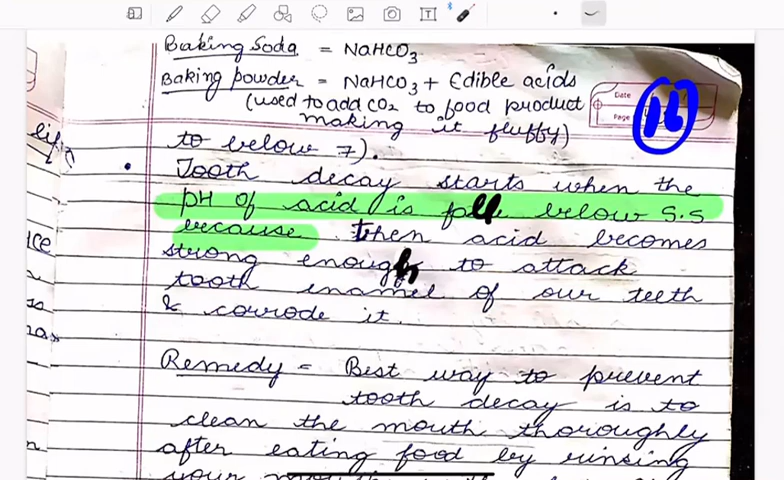 Baking Soda = NaHCO3
Baking powder = NaHCO3 + Edible acids
(used to add CO2 to food product
making it fluffy)
Date
Page
16
to below 7).
• Tooth decay starts when the
pH of acid is fall below 5.5
because then acid becomes
strong enough to attack
tooth enamel of our teeth
& corrode it.
Remedy = Best way to prevent
tooth decay is to
clean the mouth thoroughly
after eating food by rinsing
your